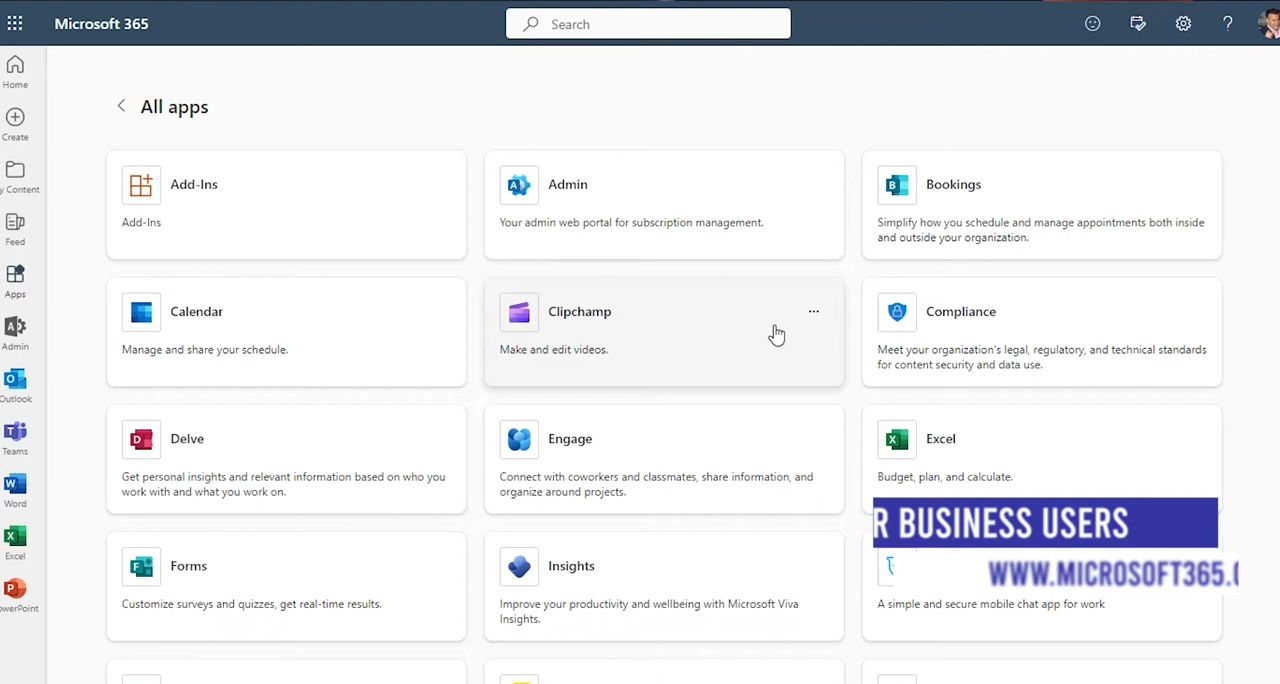 Microsoft 365
Search
?
Home
Create
y Content
Feed
Apps
Admin
Outlook
Teams
Word
Excel
owerPoint
All apps
Add-Ins
Add-Ins
Admin
Your admin web portal for subscription management.
Bookings
Simplify how you schedule and manage appointments both inside
and outside your organization.
Calendar
Manage and share your schedule.
Clipchamp
...
Make and edit videos.
Compliance
Meet your organization's legal, regulatory, and technical standards
for content security and data use.
Delve
Get personal insights and relevant information based on who you
work with and what you work on.
Engage
Connect with coworkers and classmates, share information, and
organize around projects.
Excel
Budget, plan, and calculate.
R BUSINESS USERS
WWW.MICROSOFT365.
Forms
Customize surveys and quizzes, get real-time results.
Insights
Improve your productivity and wellbeing with Microsoft Viva
Insights.
A simple and secure mobile chat app for work